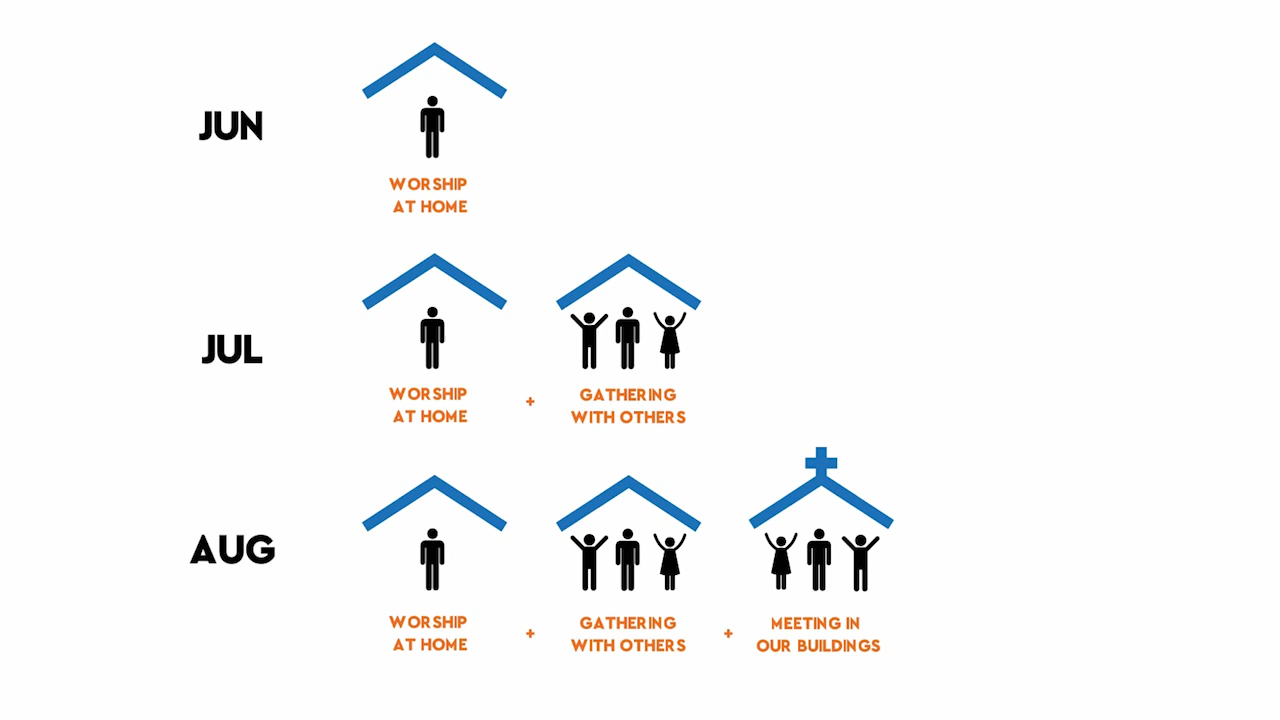 JUN
WORSHIP
AT HOME
JUL
WORSHIP
AT HOME
+
GATHERING
WITH OTHERS
AUG
WORSHIP
AT HOME
+
GATHERING
WITH OTHERS
+
MEETING IN
OUR BUILDINGS